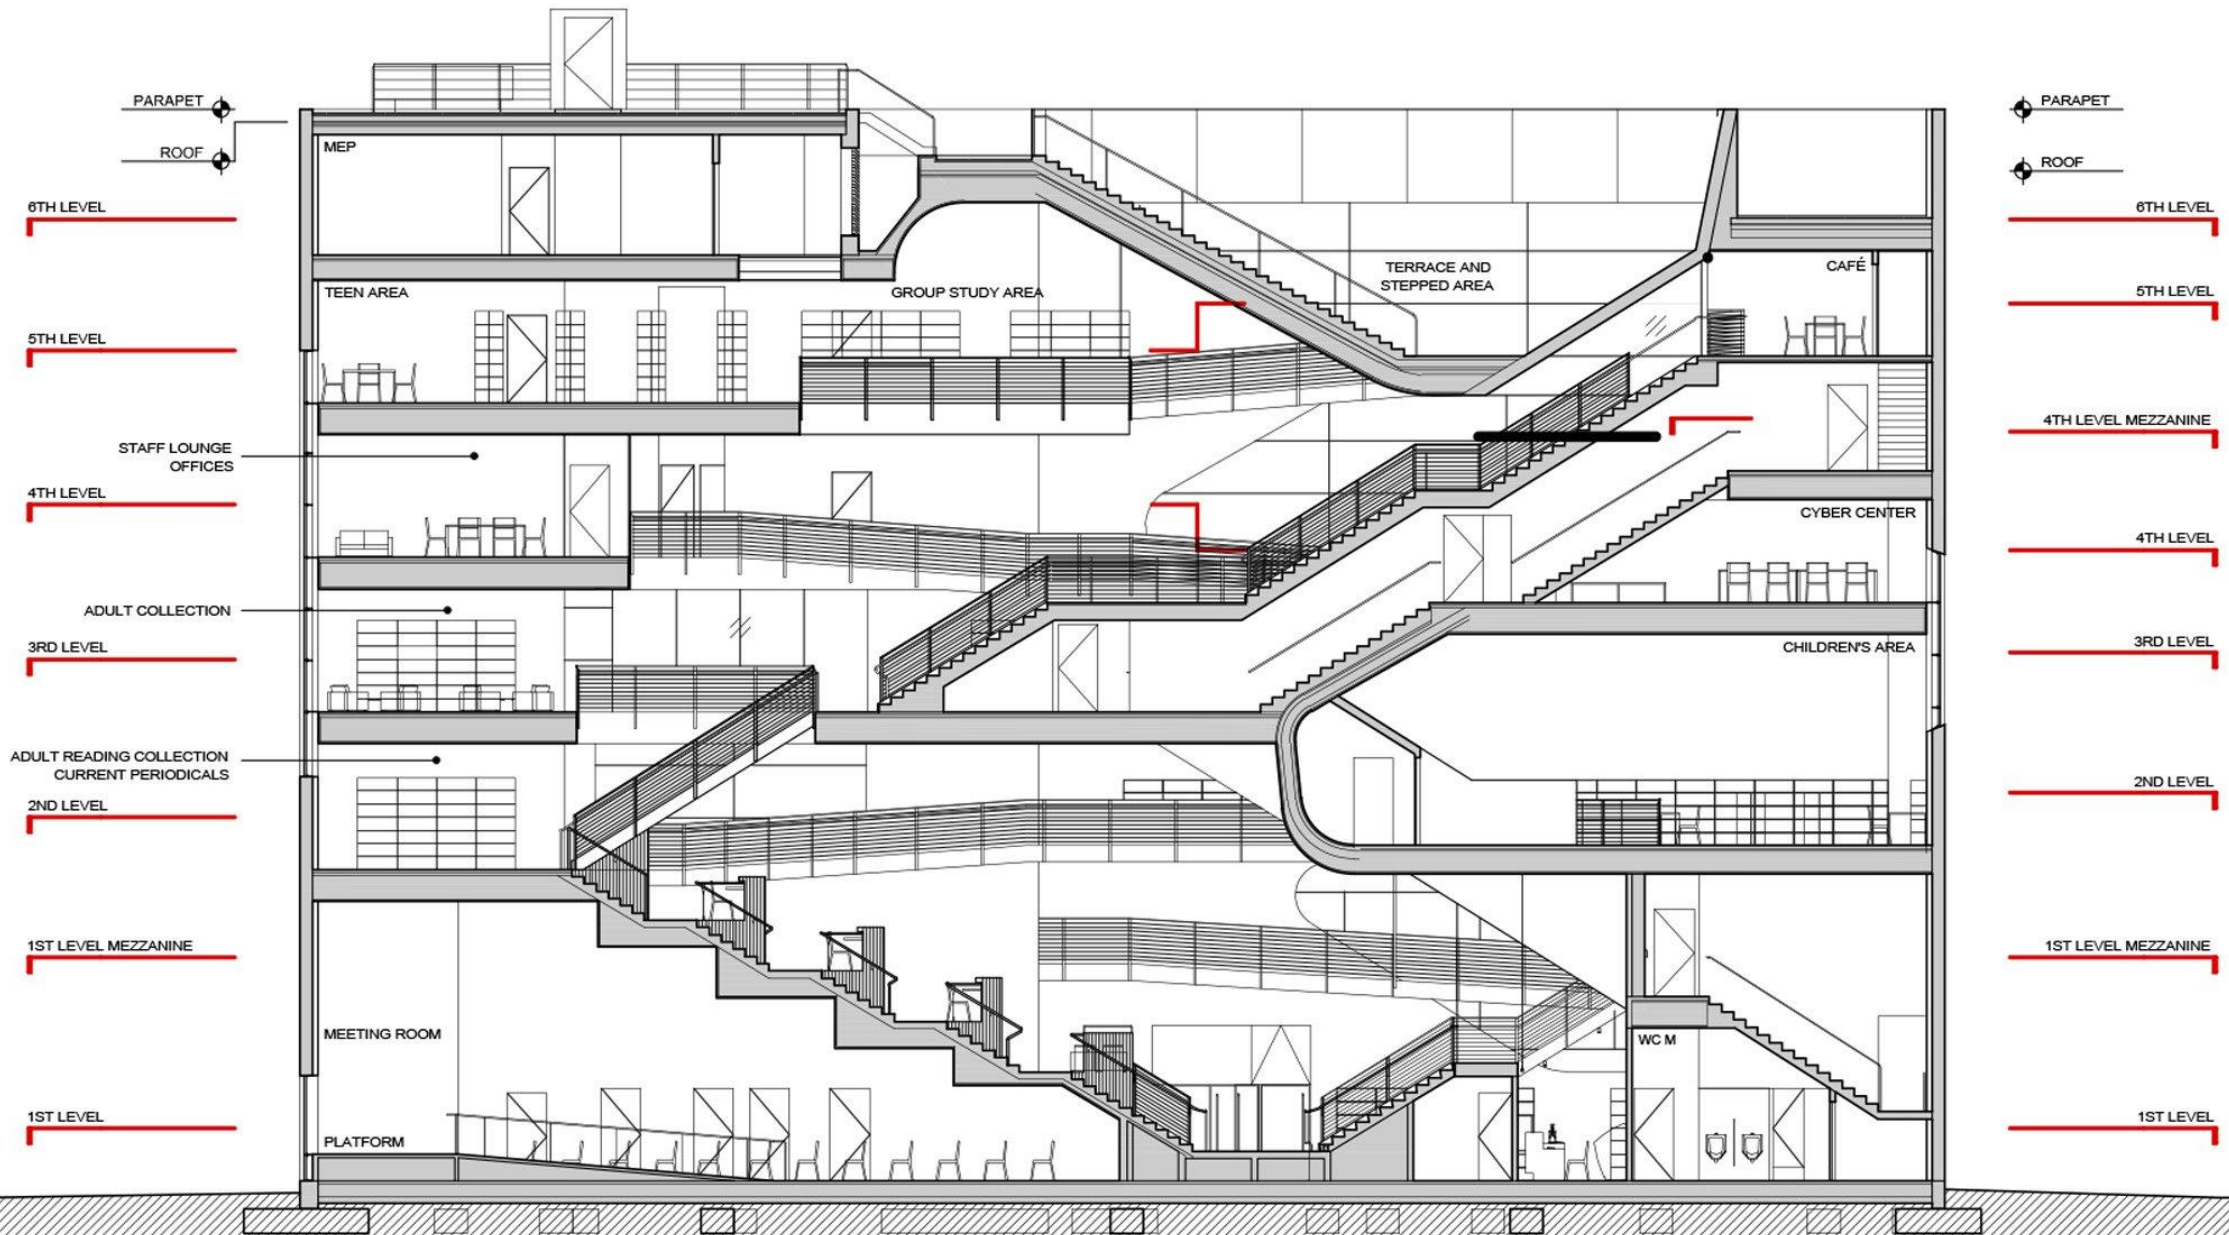 PARAPET
PARAPET
MEP
ROOF
ROOF
6TH LEVEL
6TH LEVEL
TERRACE AND
STEPPED AREA
CAFÉ
TEEN AREA
GROUP STUDY AREA
5TH LEVEL
5TH LEVEL
4TH LEVEL MEZZANINE
STAFF LOUNGE
OFFICES
4TH LEVEL
CYBER CENTER
4TH LEVEL
ADULT COLLECTION
3RD LEVEL
3RD LEVEL
CHILDREN'S AREA
ADULT READING COLLECTION
CURRENT PERIODICALS
2ND LEVEL
2ND LEVEL
1ST LEVEL MEZZANINE
1ST LEVEL MEZZANINE
MEETING ROOM
WC M
1ST LEVEL
1ST LEVEL
PLATFORM